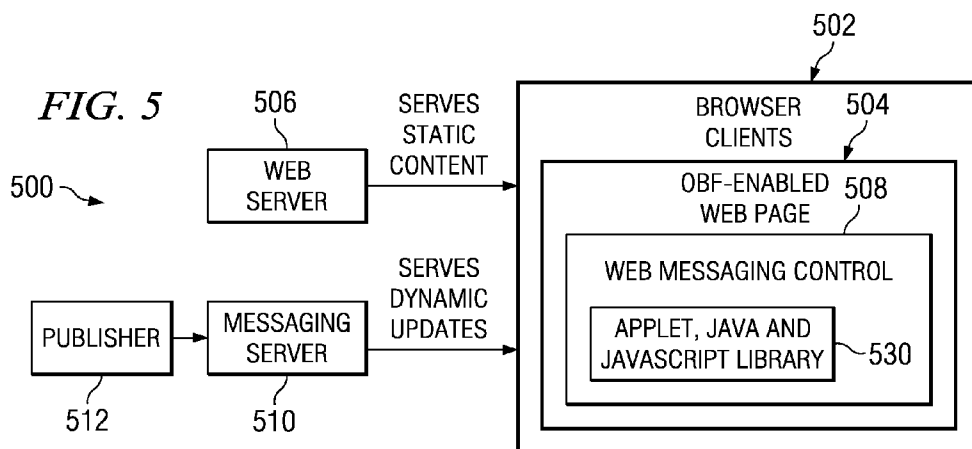 FIG. 5
500
506
WEB
SERVER
SERVES
STATIC
CONTENT
PUBLISHER
512
MESSAGING
SERVER
510
SERVES
DYNAMIC
UPDATES
502
BROWSER
CLIENTS
504
OBF-ENABLED
WEB PAGE
508
WEB MESSAGING CONTROL
APPLET, JAVA AND
JAVASCRIPT LIBRARY
530